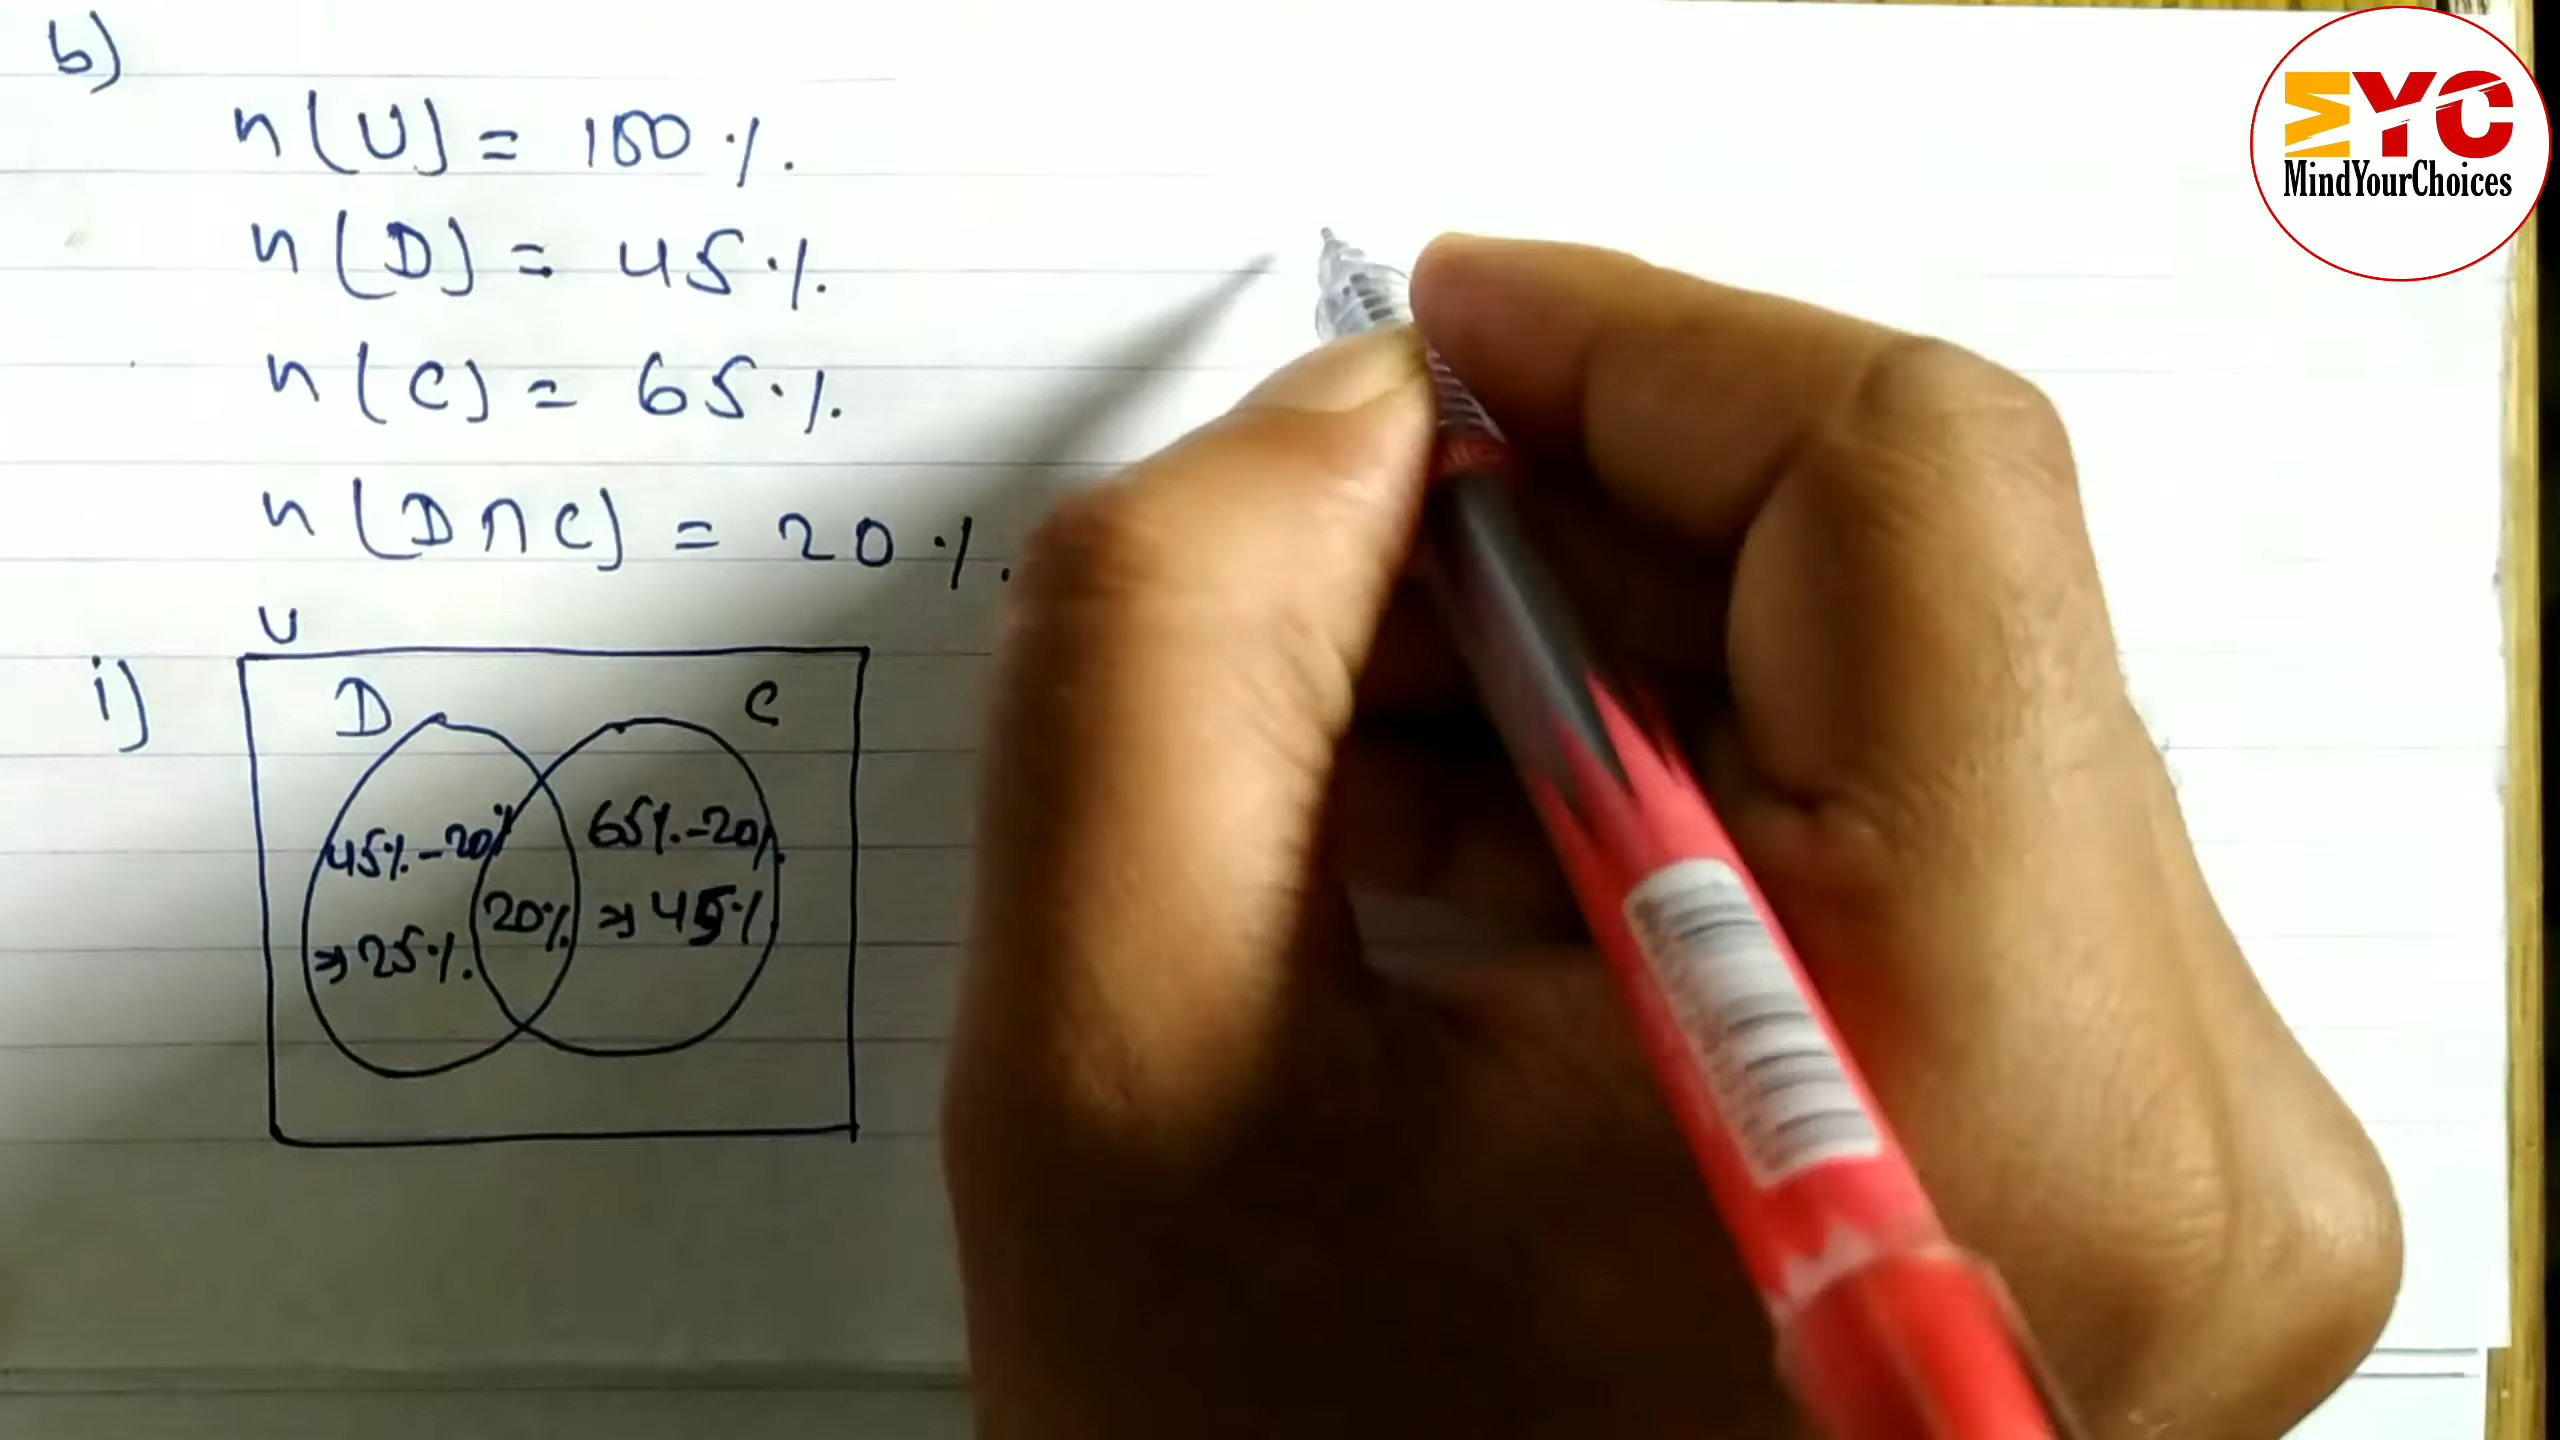 b)
n(U) = 100%.
n(D) = 45%.
n(C) = 65%.
n(D∩C) = 20%.
U
i)
D C
45%-20% 65%.-20%.
20% ⇒ 45%
⇒ 25%.
MYC
MindYourChoices